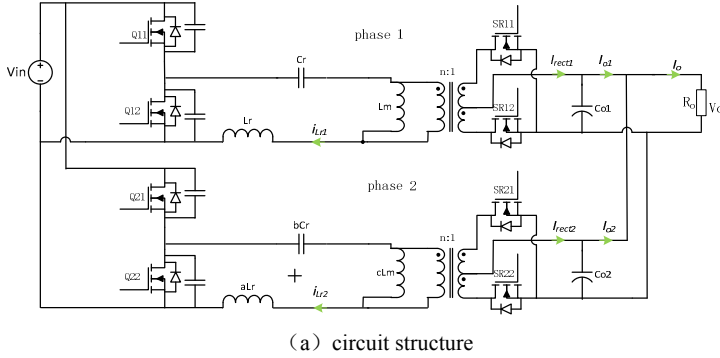 Q11
SR11
phase 1
Cr
n:1
Irect1
Io1
Io
Vin
Lm
Q12
Lr
SR12
Co1
Ro
iLr1
SR21
Q21
phase 2
bCr
n:1
Irect2
Io2
cLm
Q22
aLr
SR22
Co2
iLr2
(a) circuit structure